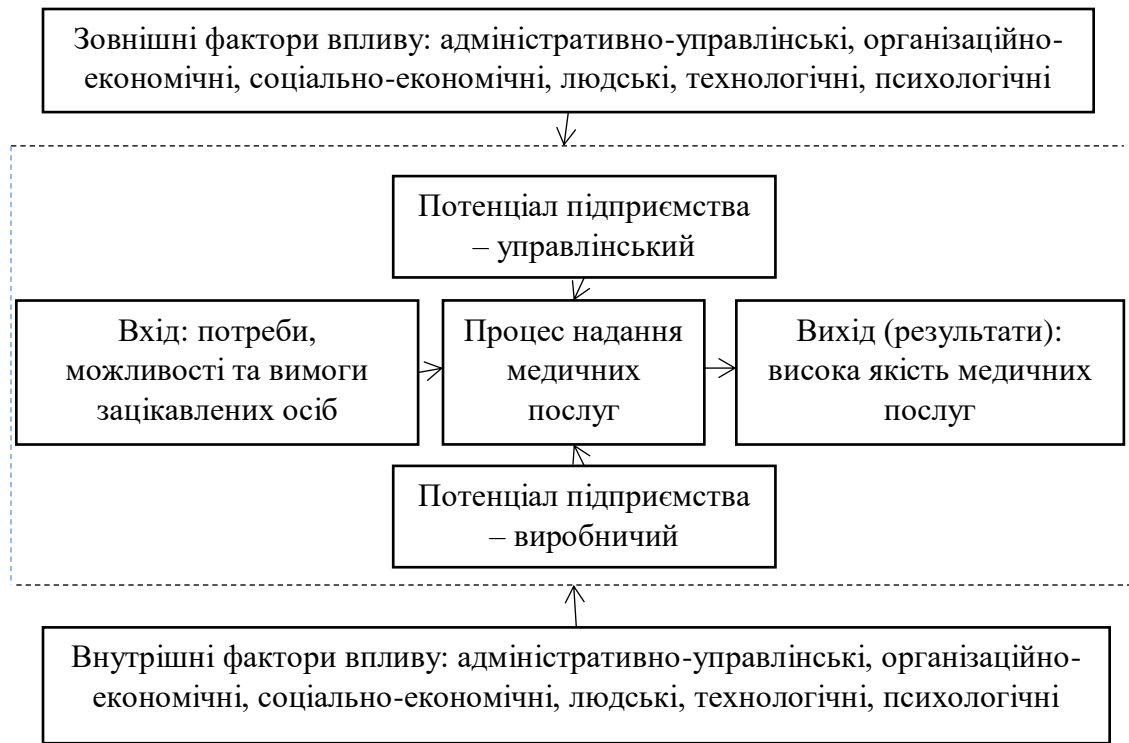 Зовнішні фактори впливу: адміністративно-управлінські, організаційно-
економічні, соціально-економічні, людські, технологічні, психологічні
Потенціал підприємства
– управлінський
Вхід: потреби,
можливості та вимоги
зацікавлених осіб
Процес надання
медичних
послуг
Вихід (результати):
висока якість медичних
послуг
Потенціал підприємства
– виробничий
Внутрішні фактори впливу: адміністративно-управлінські, організаційно-
економічні, соціально-економічні, людські, технологічні, психологічні